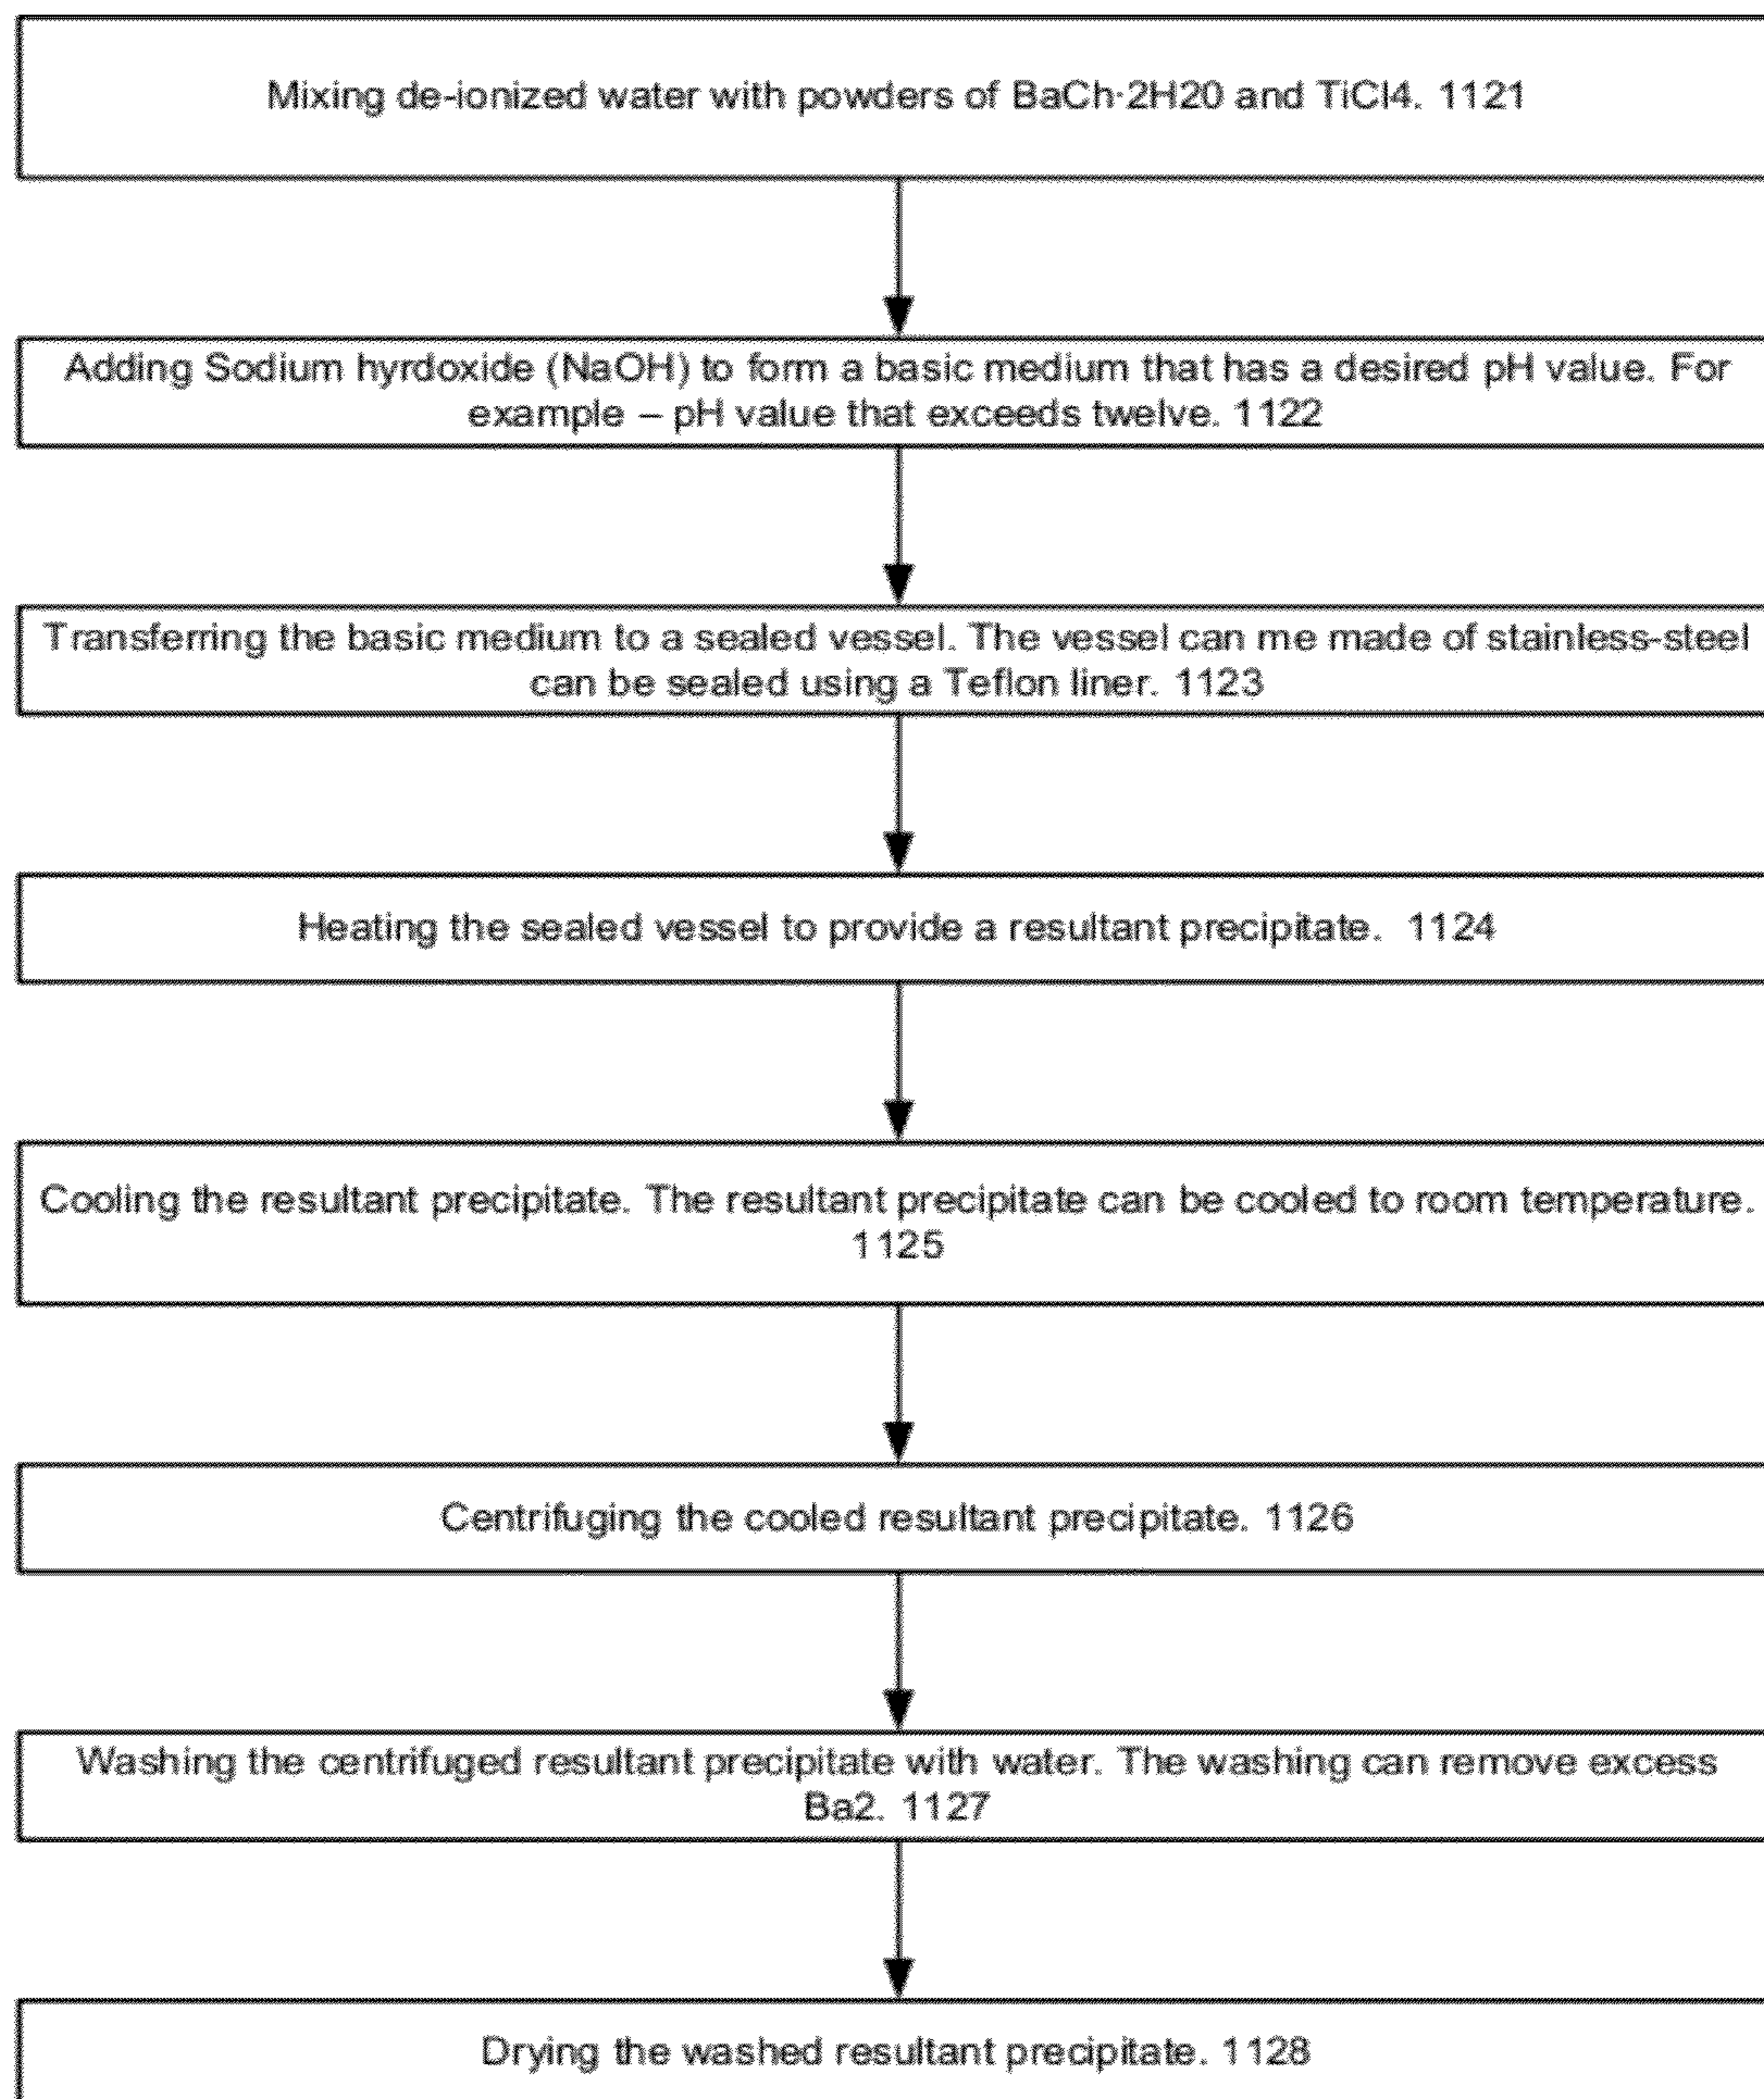 Mixing de-ionized water with powders of BaCh·2H20 and TiCl4. 1121
Adding Sodium hyrdoxide (NaOH) to form a basic medium that has a desired pH value. For
example – pH value that exceeds twelve. 1122
Transferring the basic medium to a sealed vessel. The vessel can me made of stainless-steel
can be sealed using a Teflon liner. 1123
Heating the sealed vessel to provide a resultant precipitate. 1124
Cooling the resultant precipitate. The resultant precipitate can be cooled to room temperature.
1125
Centrifuging the cooled resultant precipitate. 1126
Washing the centrifuged resultant precipitate with water. The washing can remove excess
Ba2. 1127
Drying the washed resultant precipitate. 1128